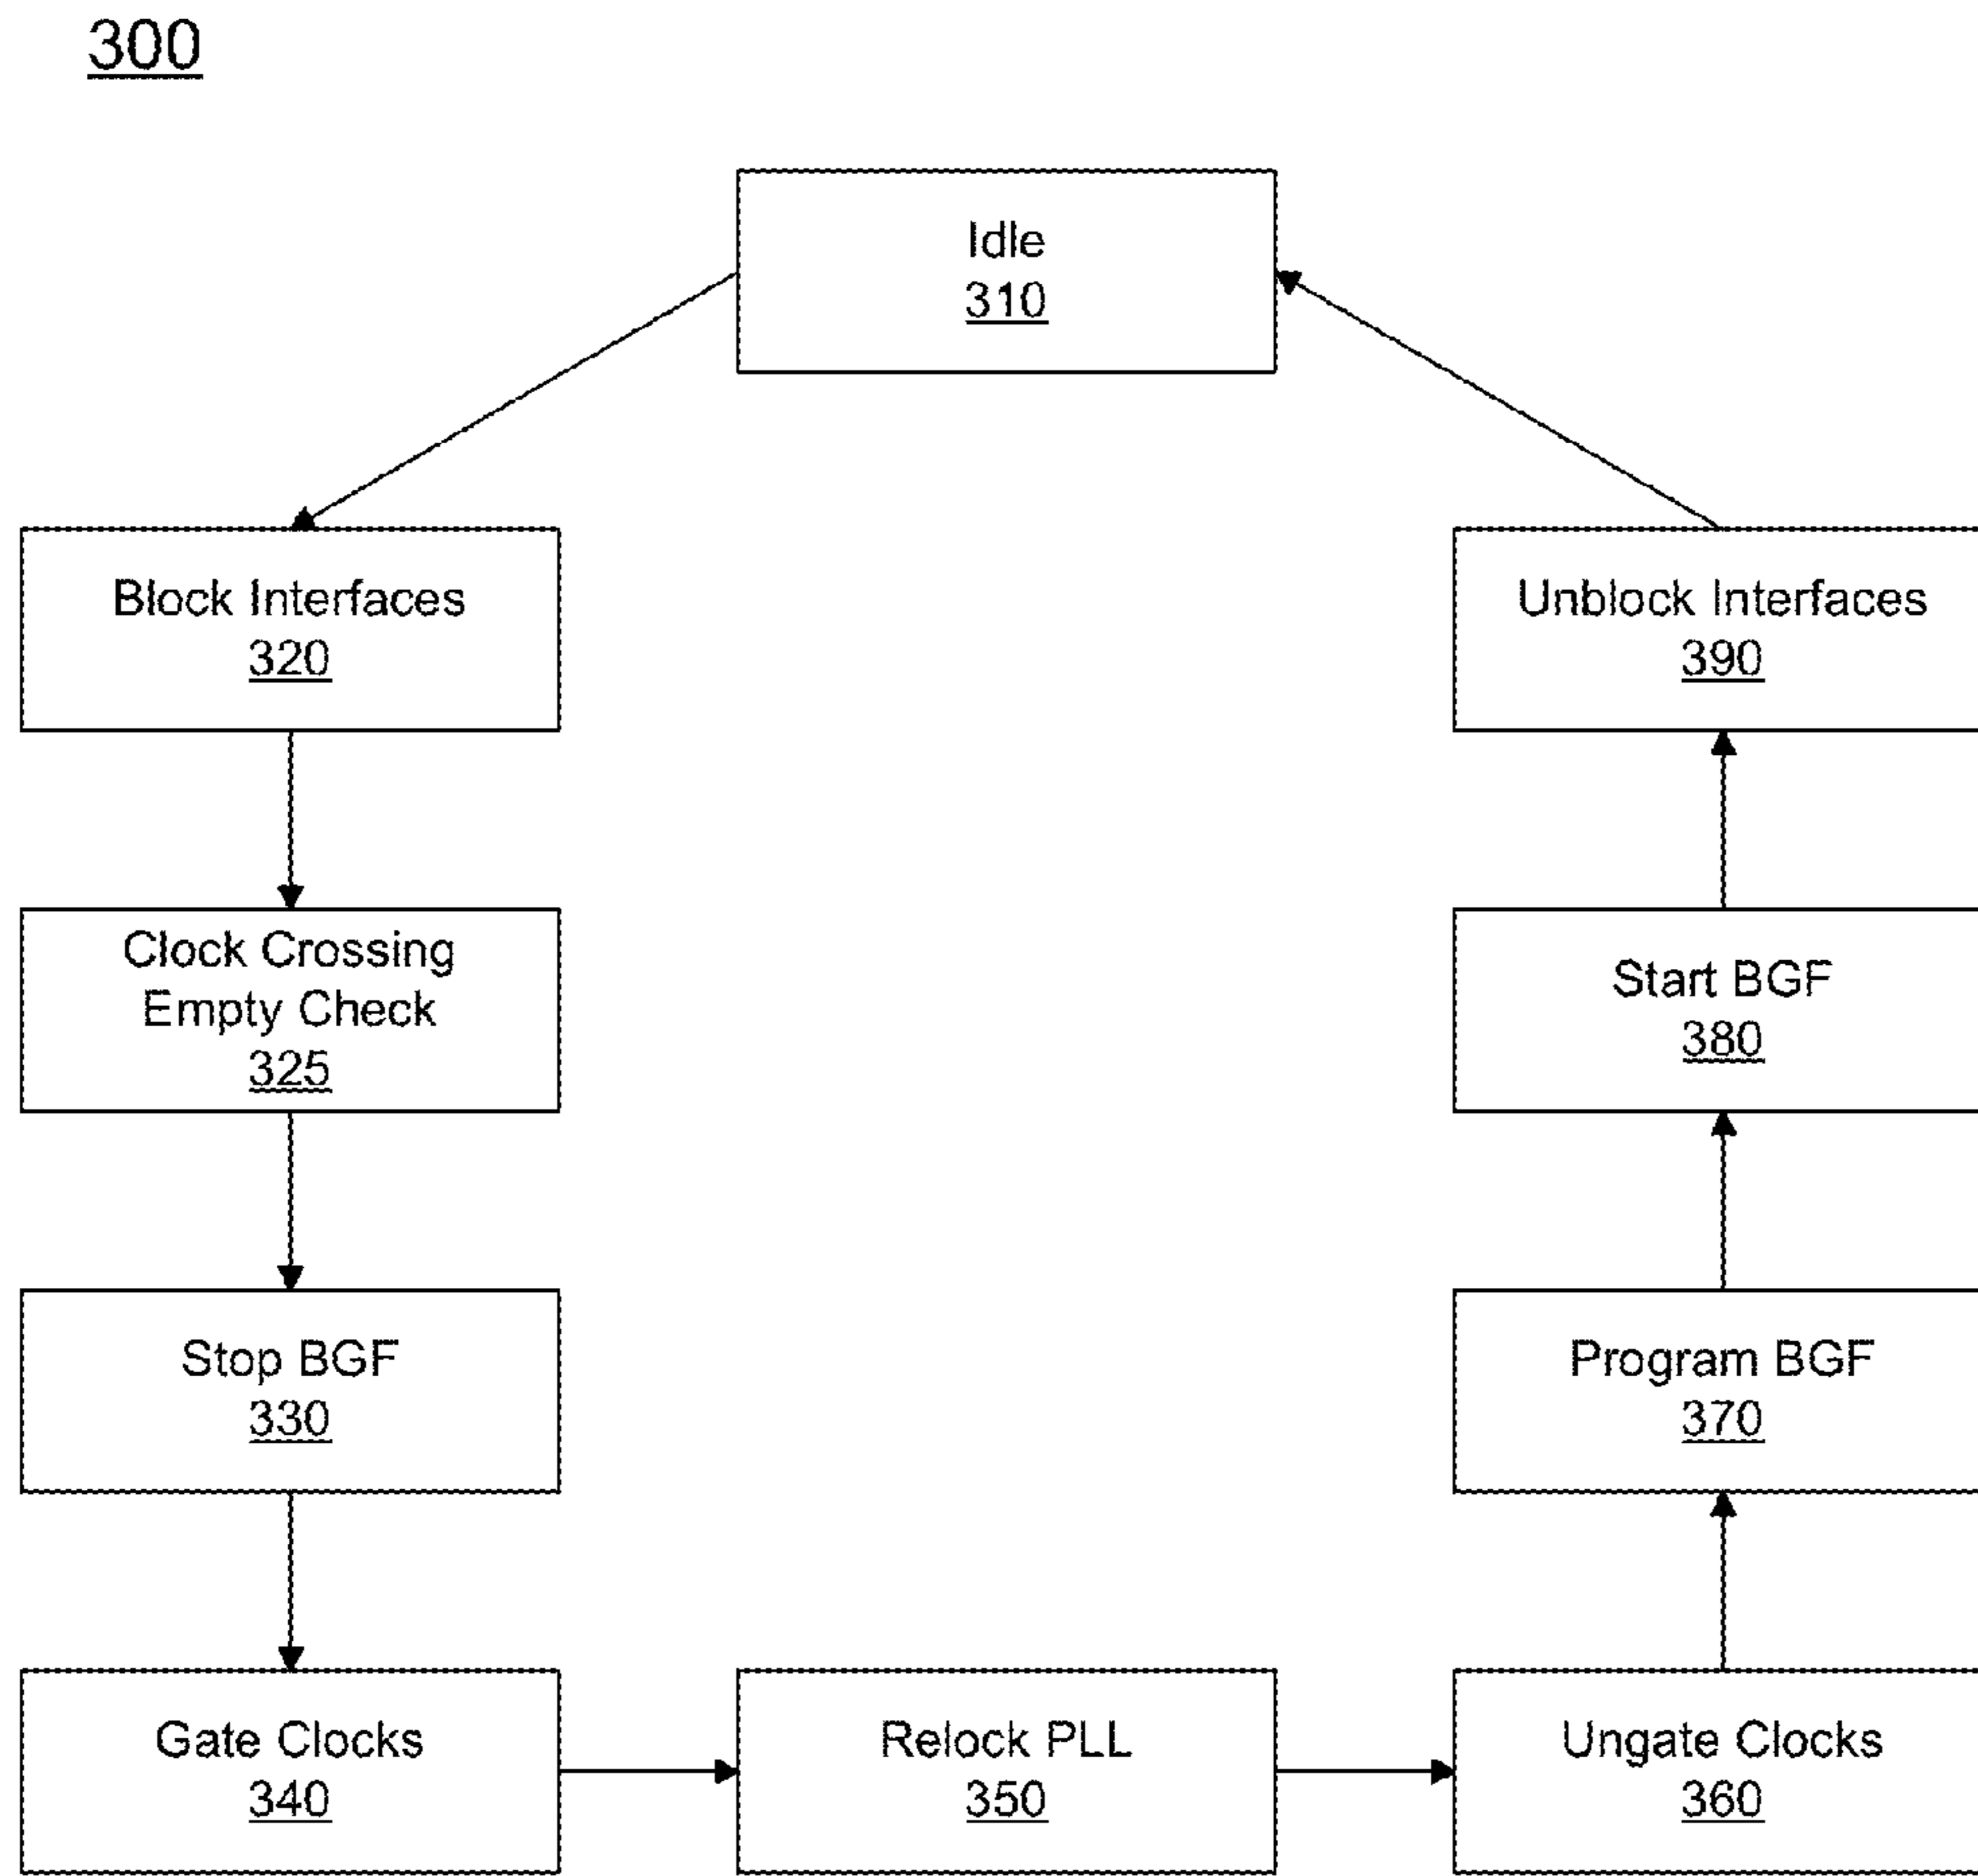 300
Idle
310
Block Interfaces
320
Unblock Interfaces
390
Clock Crossing
Empty Check
325
Start BGF
380
Stop BGF
330
Program BGF
370
Gate Clocks
340
Relock PLL
350
Ungate Clocks
360